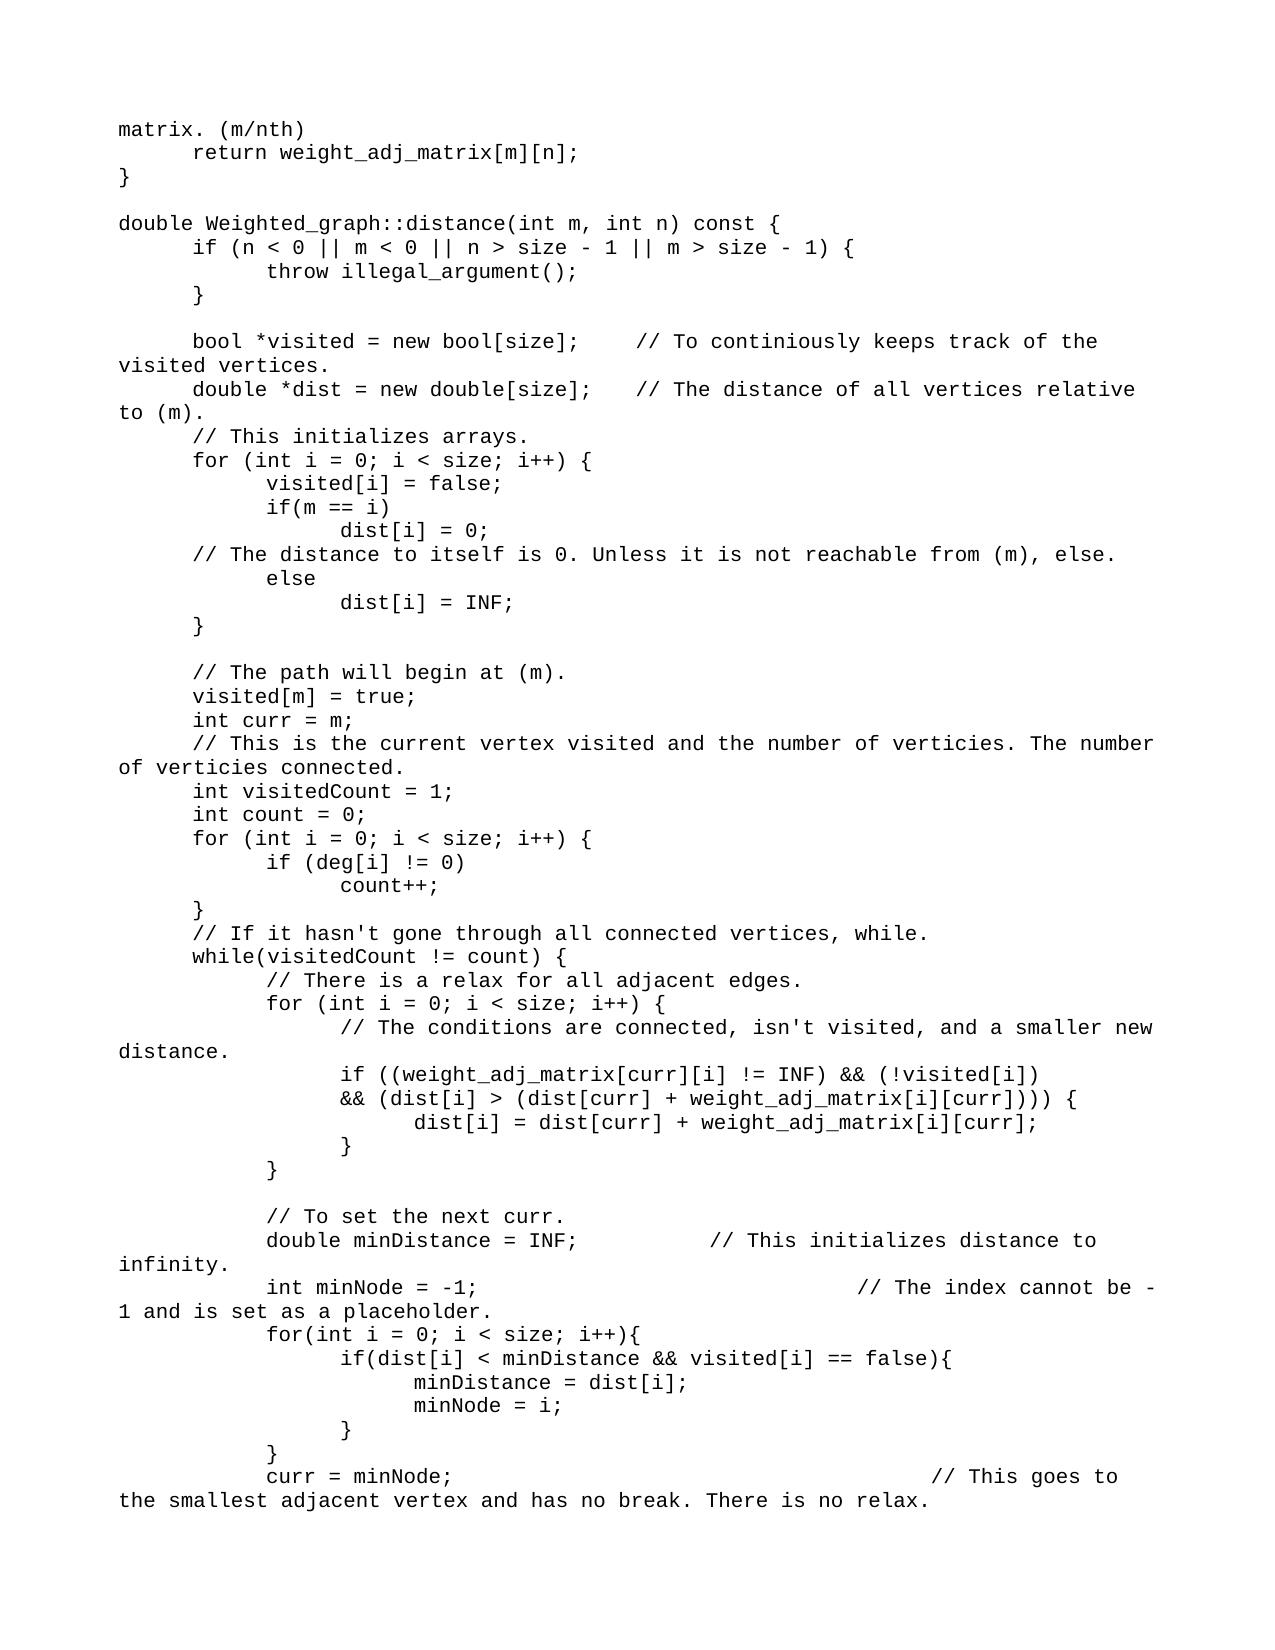 matrix. (m/nth)
return weight_adj_matrix[m][n];
}
double Weighted_graph::distance(int m, int n) const {
if (n < 0 || m < 0 || n > size - 1 || m > size - 1) {
throw illegal_argument();
}
bool *visited = new bool[size]; // To continiously keeps track of the
visited vertices.
double *dist = new double[size]; // The distance of all vertices relative
to (m).
// This initializes arrays.
for (int i = 0; i < size; i++) {
visited[i] = false;
if(m == i)
dist[i] = 0;
// The distance to itself is 0. Unless it is not reachable from (m), else.
else
dist[i] = INF;
}
// The path will begin at (m).
visited[m] = true;
int curr = m;
// This is the current vertex visited and the number of verticies. The number
of verticies connected.
int visitedCount = 1;
int count = 0;
for (int i = 0; i < size; i++) {
if (deg[i] != 0)
count++;
}
// If it hasn't gone through all connected vertices, while.
while(visitedCount != count) {
// There is a relax for all adjacent edges.
for (int i = 0; i < size; i++) {
// The conditions are connected, isn't visited, and a smaller new
distance.
if ((weight_adj_matrix[curr][i] != INF) && (!visited[i])
&& (dist[i] > (dist[curr] + weight_adj_matrix[i][curr]))) {
dist[i] = dist[curr] + weight_adj_matrix[i][curr];
}
}
// To set the next curr.
double minDistance = INF; // This initializes distance to
infinity.
int minNode = -1; // The index cannot be -
1 and is set as a placeholder.
for(int i = 0; i < size; i++){
if(dist[i] < minDistance && visited[i] == false){
minDistance = dist[i];
minNode = i;
}
}
curr = minNode; // This goes to
the smallest adjacent vertex and has no break. There is no relax.